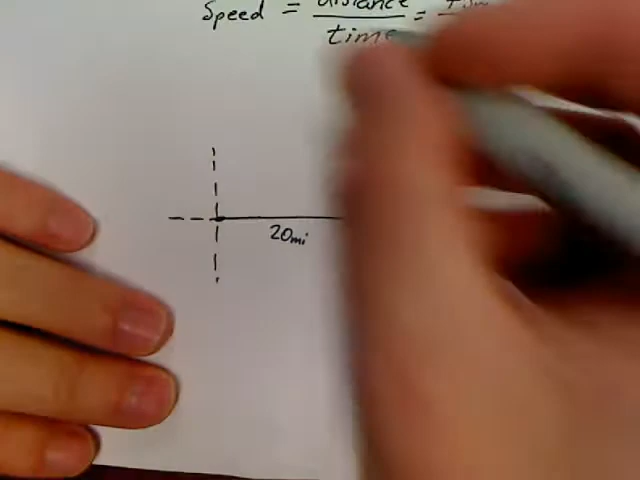 Speed = distance =
time
20mi